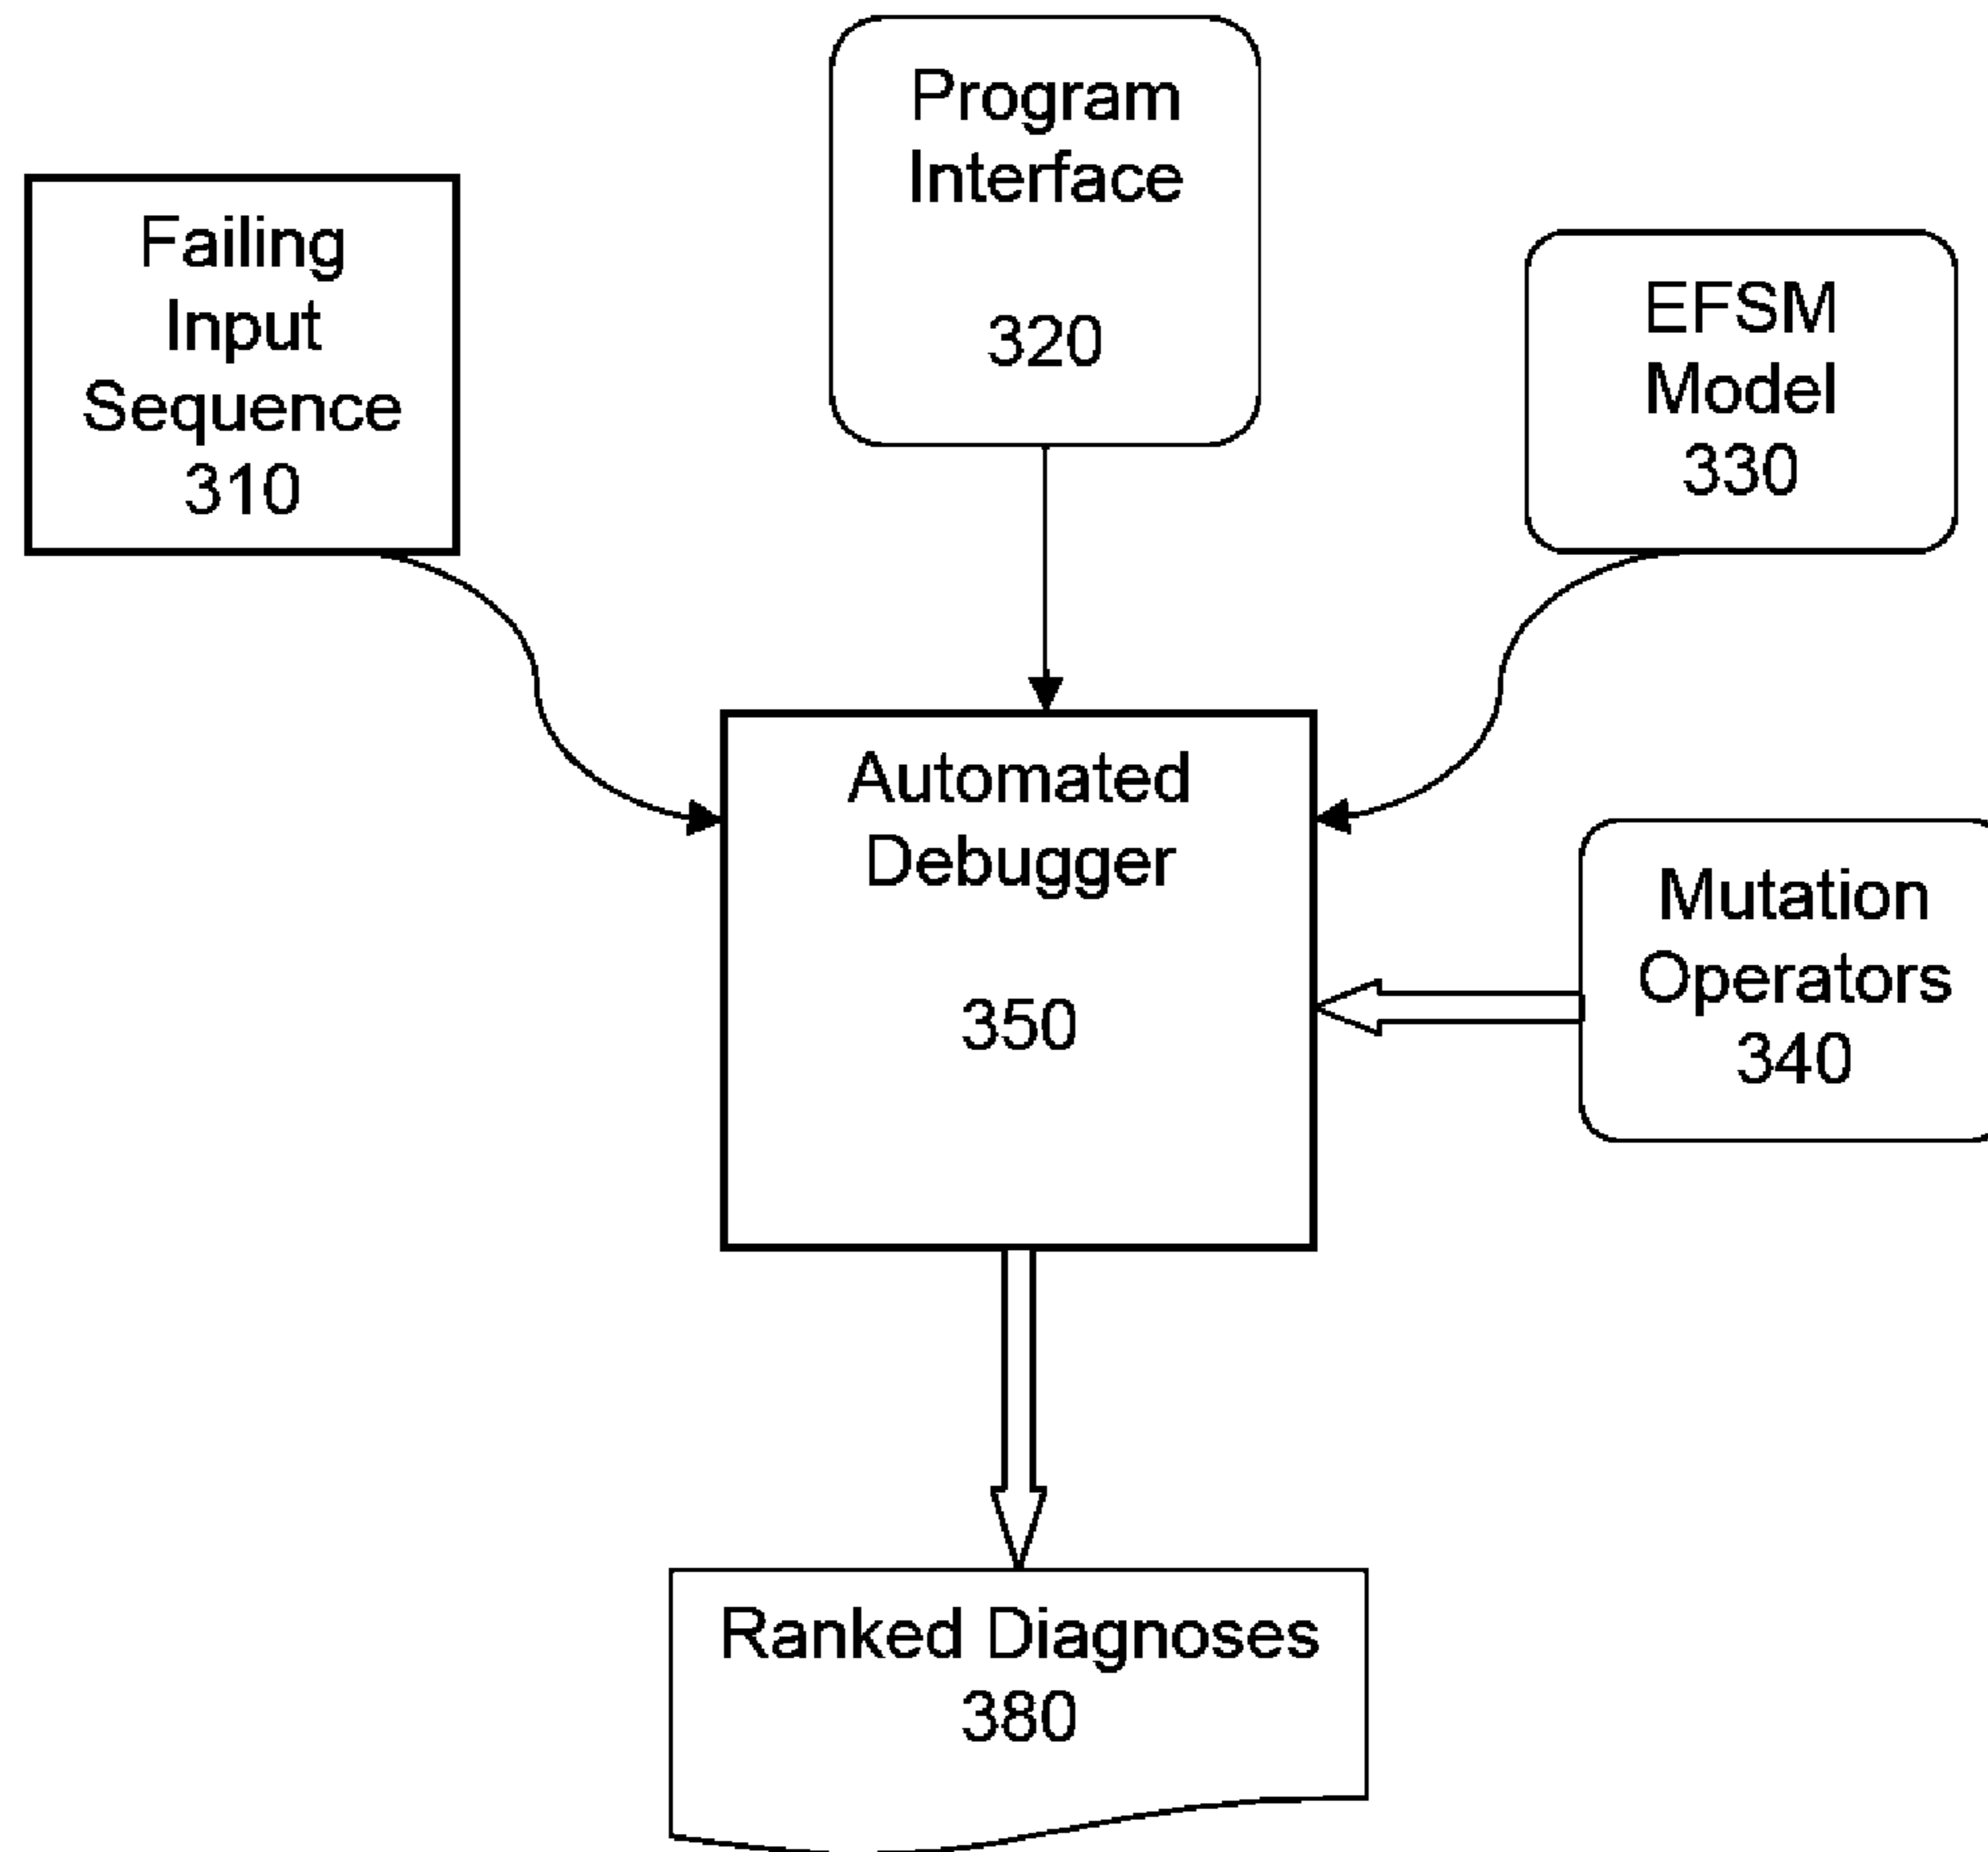 Program
Interface
320
Failing
Input
Sequence
310
EFSM
Model
330
Automated
Debugger
350
Mutation
Operators
340
Ranked Diagnoses
380